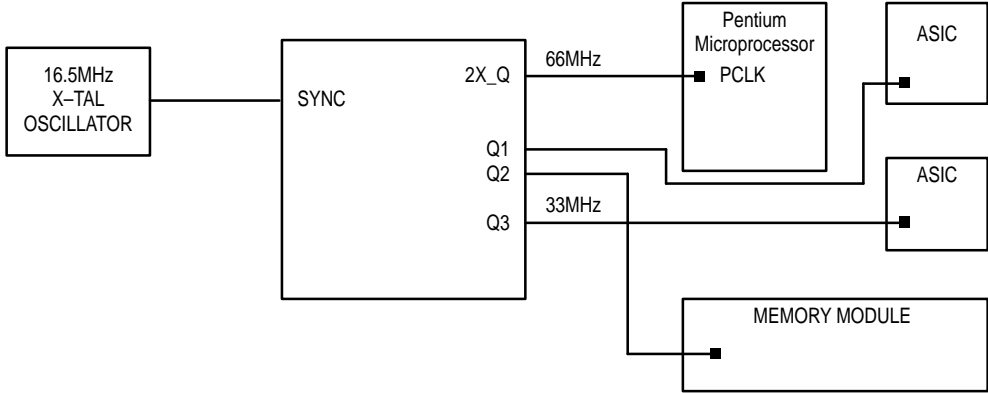 16.5MHz
X–TAL
OSCILLATOR
SYNC
2X_Q
Q1
Q2
Q3
66MHz
33MHz
Pentium
Microprocessor
PCLK
ASIC
ASIC
MEMORY MODULE